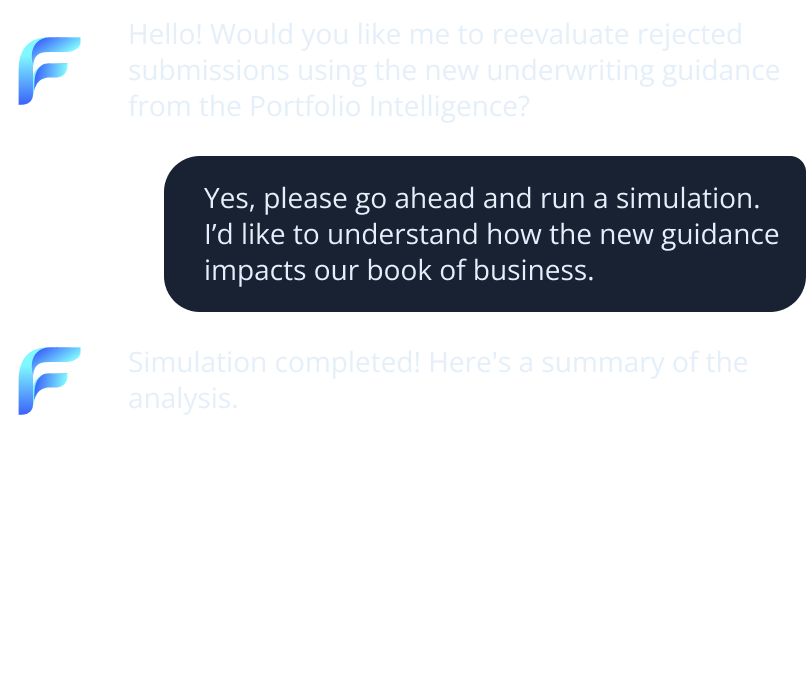 Hello! Would you like me to reevaluate rejected
submissions using the new underwriting guidance
from the Portfolio Intelligence?
Yes, please go ahead and run a simulation.
I’d like to understand how the new guidance
impacts our book of business.
Simulation completed! Here's a summary of the
analysis.